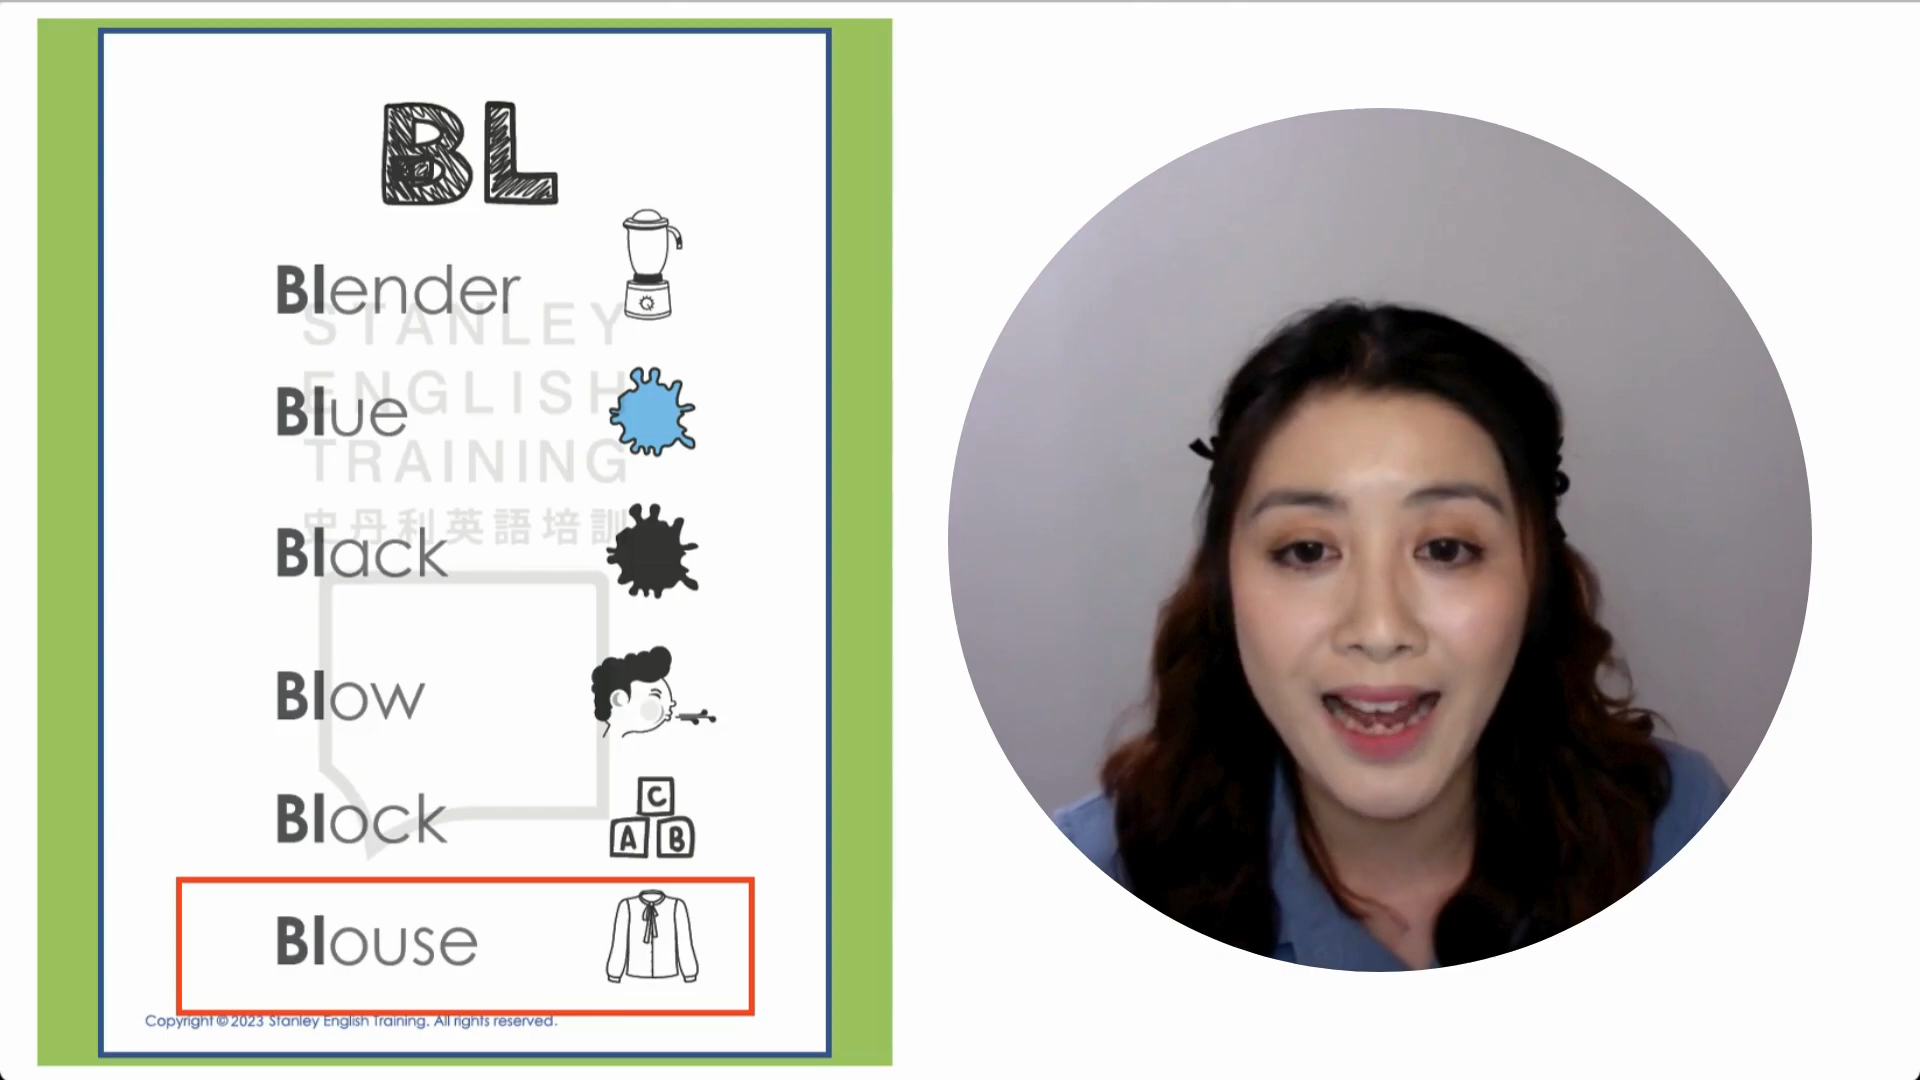 BL
Blender
STANLEY
Blue
ENGLISH
TRAINING
Black
史丹利英語培訓
Blow
Block
C
A B
Blouse
Copyright © 2023 Stanley English Training. All rights reserved.